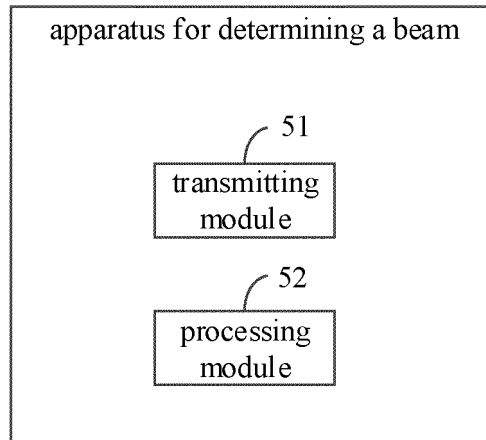 apparatus for determining a beam
51
transmitting
module
52
processing
module